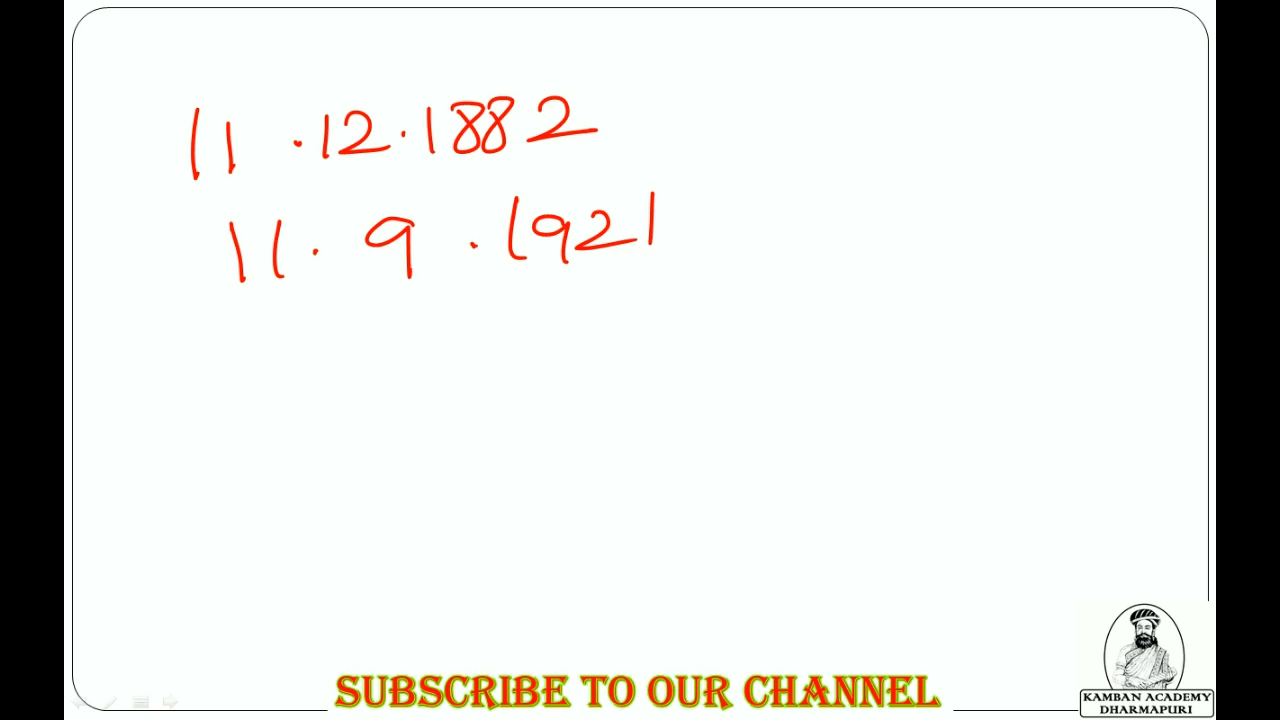 11.12.1882
11.9.1921
SUBSCRIBE TO OUR CHANNEL
KAMBAN ACADEMY
DHARMAPURI